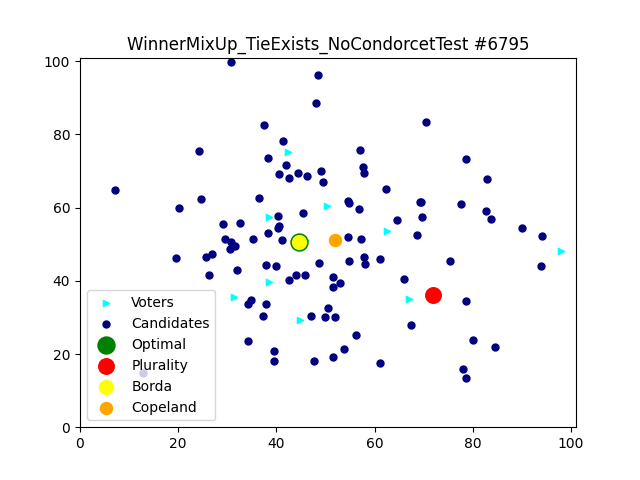 WinnerMixUp_TieExists_NoCondorcetTest #6795
100
80
60
40
20
0
Voters
Candidates
Optimal
Plurality
Borda
Copeland
0 20 40 60 80 100